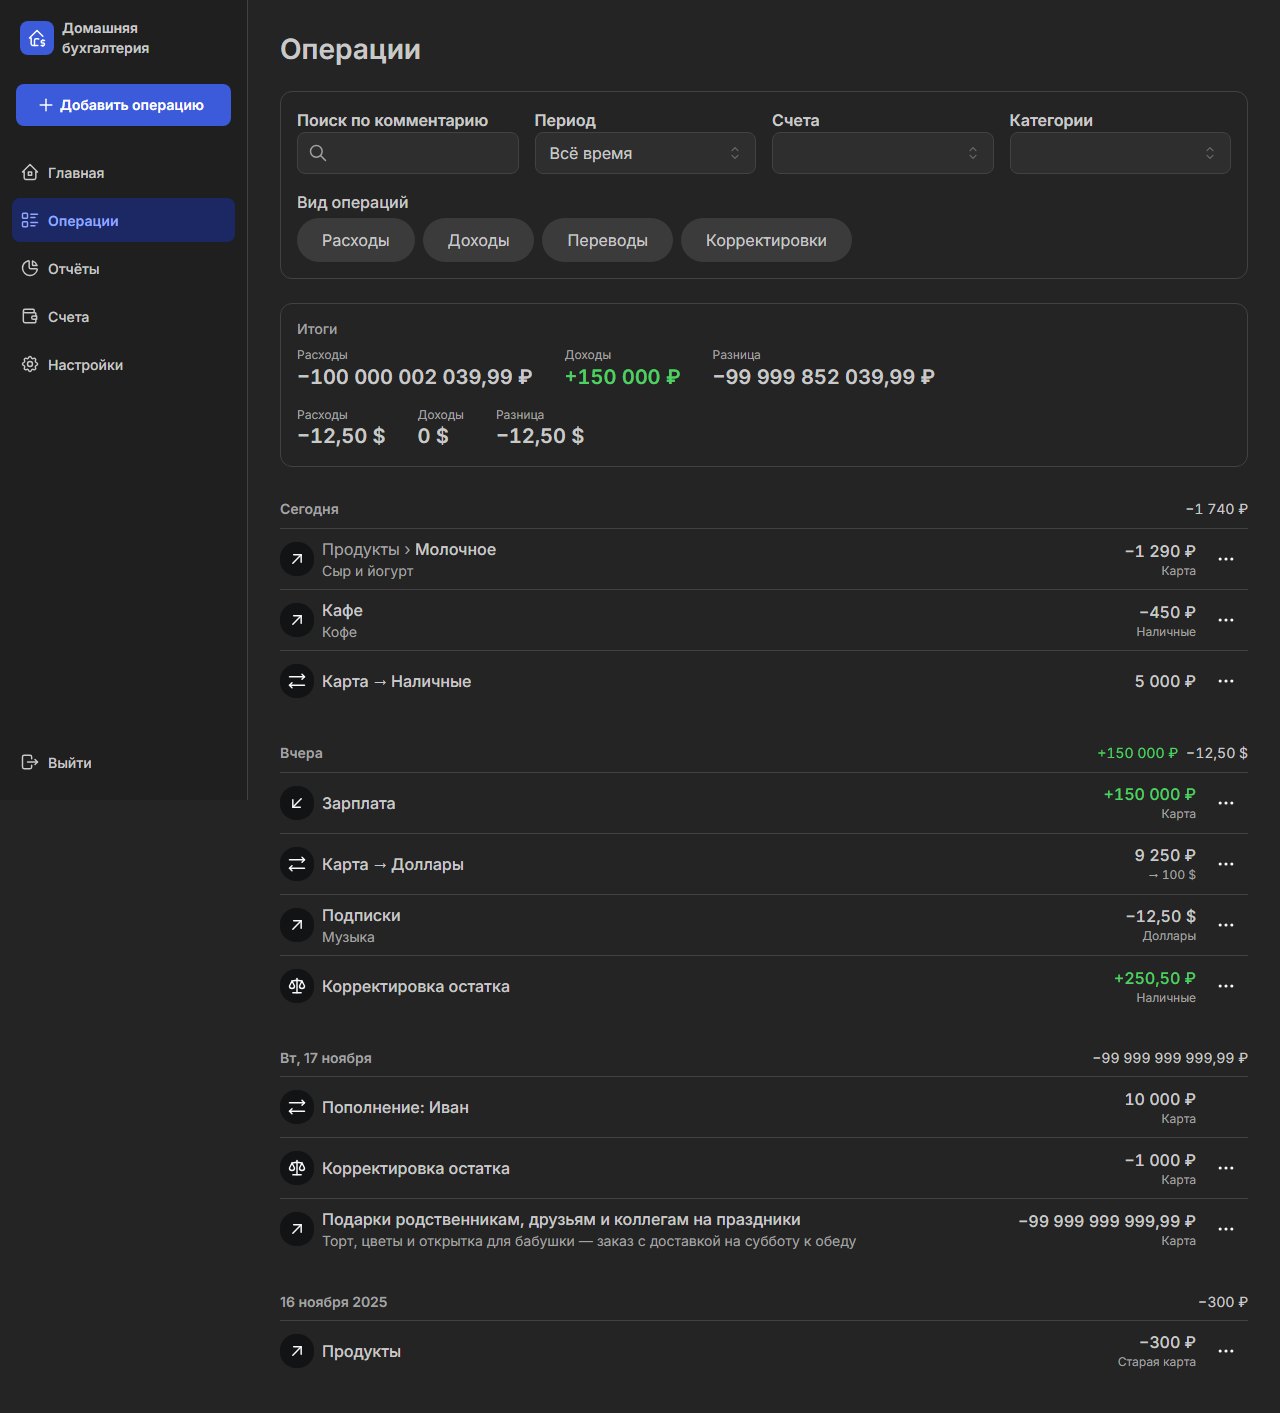 Домашняя
бухгалтерия
Добавить операцию
Главная
Операции
Отчёты
Счета
Настройки
Выйти
Операции
Поиск по комментарию
Период
Счета
Категории
Всё время
Вид операций
Расходы
Доходы
Переводы
Корректировки
Итоги
Расходы
−100 000 002 039,99 ₽
Доходы
+150 000 ₽
Разница
−99 999 852 039,99 ₽
Расходы
−12,50 $
Доходы
0 $
Разница
−12,50 $
Сегодня
−1 740 ₽
Продукты › Молочное
Сыр и йогурт
−1 290 ₽
Карта
Кафе
Кофе
−450 ₽
Наличные
Карта → Наличные
5 000 ₽
Вчера
+150 000 ₽ −12,50 $
Зарплата
+150 000 ₽
Карта
Карта → Доллары
9 250 ₽
→ 100 $
Подписки
Музыка
−12,50 $
Доллары
Корректировка остатка
+250,50 ₽
Наличные
Вт, 17 ноября
−99 999 999 999,99 ₽
Пополнение: Иван
10 000 ₽
Карта
Корректировка остатка
−1 000 ₽
Карта
Подарки родственникам, друзьям и коллегам на праздники
Торт, цветы и открытка для бабушки — заказ с доставкой на субботу к обеду
−99 999 999 999,99 ₽
Карта
16 ноября 2025
−300 ₽
Продукты
−300 ₽
Старая карта